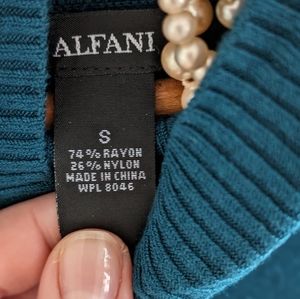 ALFANI
S
74% RAYON
26% NYLON
MADE IN CHINA
WPL 8046